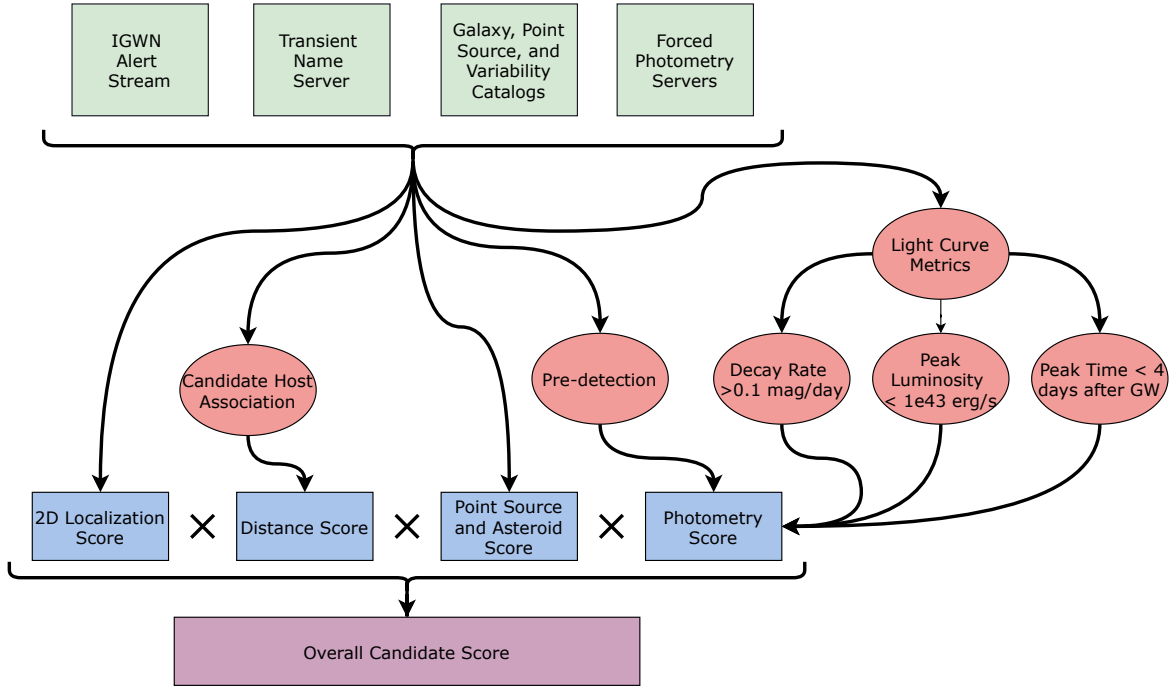 IGWN
Alert
Stream
Transient
Name
Server
Galaxy, Point
Source, and
Variability
Catalogs
Forced
Photometry
Servers
Light Curve
Metrics
Candidate Host
Association
Pre-detection
Decay Rate
>0.1 mag/day
Peak
Luminosity
< 1e43 erg/s
Peak Time < 4
days after GW
2D Localization
Score
×
Distance Score
×
Point Source
and Asteroid
Score
×
Photometry
Score
Overall Candidate Score